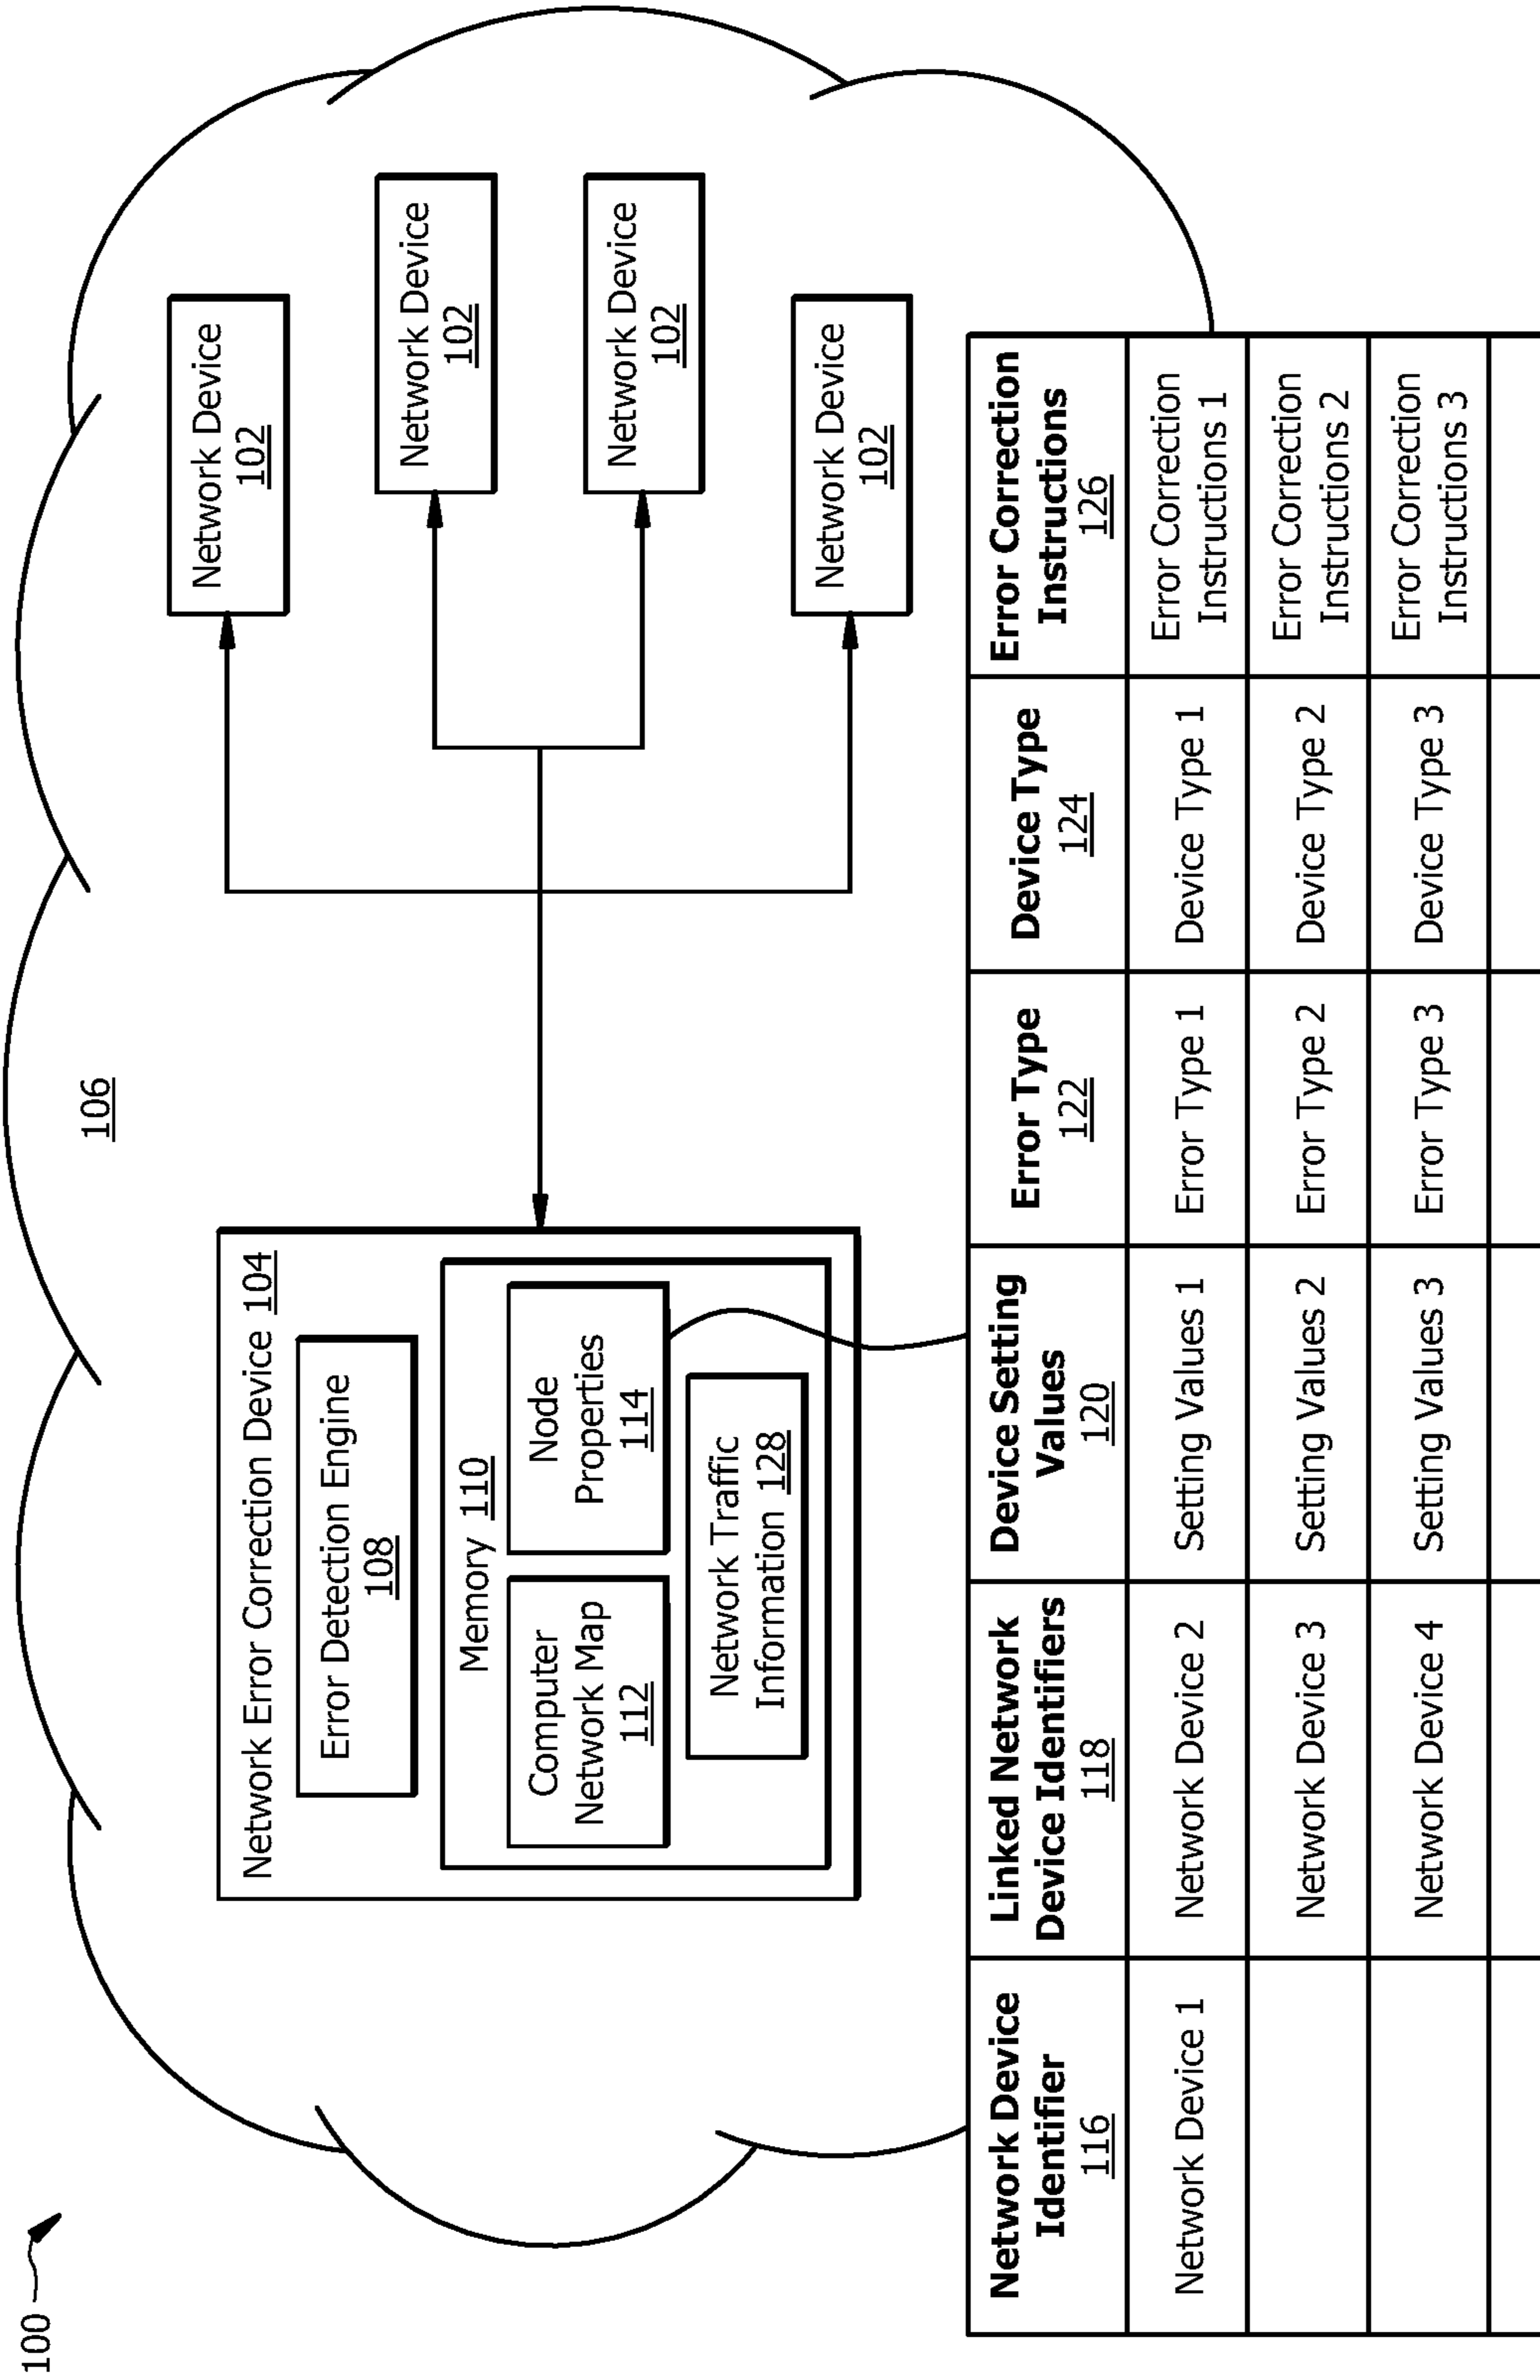 100
106
Network Error Correction Device 104
Error Detection Engine
108
Memory 110
Computer
Network Map
112
Node
Properties
114
Network Traffic
Information 128
Network Device
102
Network Device
102
Network Device
102
Network Device
102
Network Device
Identifier
116
Linked Network
Device Identifiers
118
Device Setting
Values
120
Error Type
122
Device Type
124
Error Correction
Instructions
126
Network Device 1
Network Device 2
Setting Values 1
Error Type 1
Device Type 1
Error Correction
Instructions 1
Network Device 3
Setting Values 2
Error Type 2
Device Type 2
Error Correction
Instructions 2
Network Device 4
Setting Values 3
Error Type 3
Device Type 3
Error Correction
Instructions 3